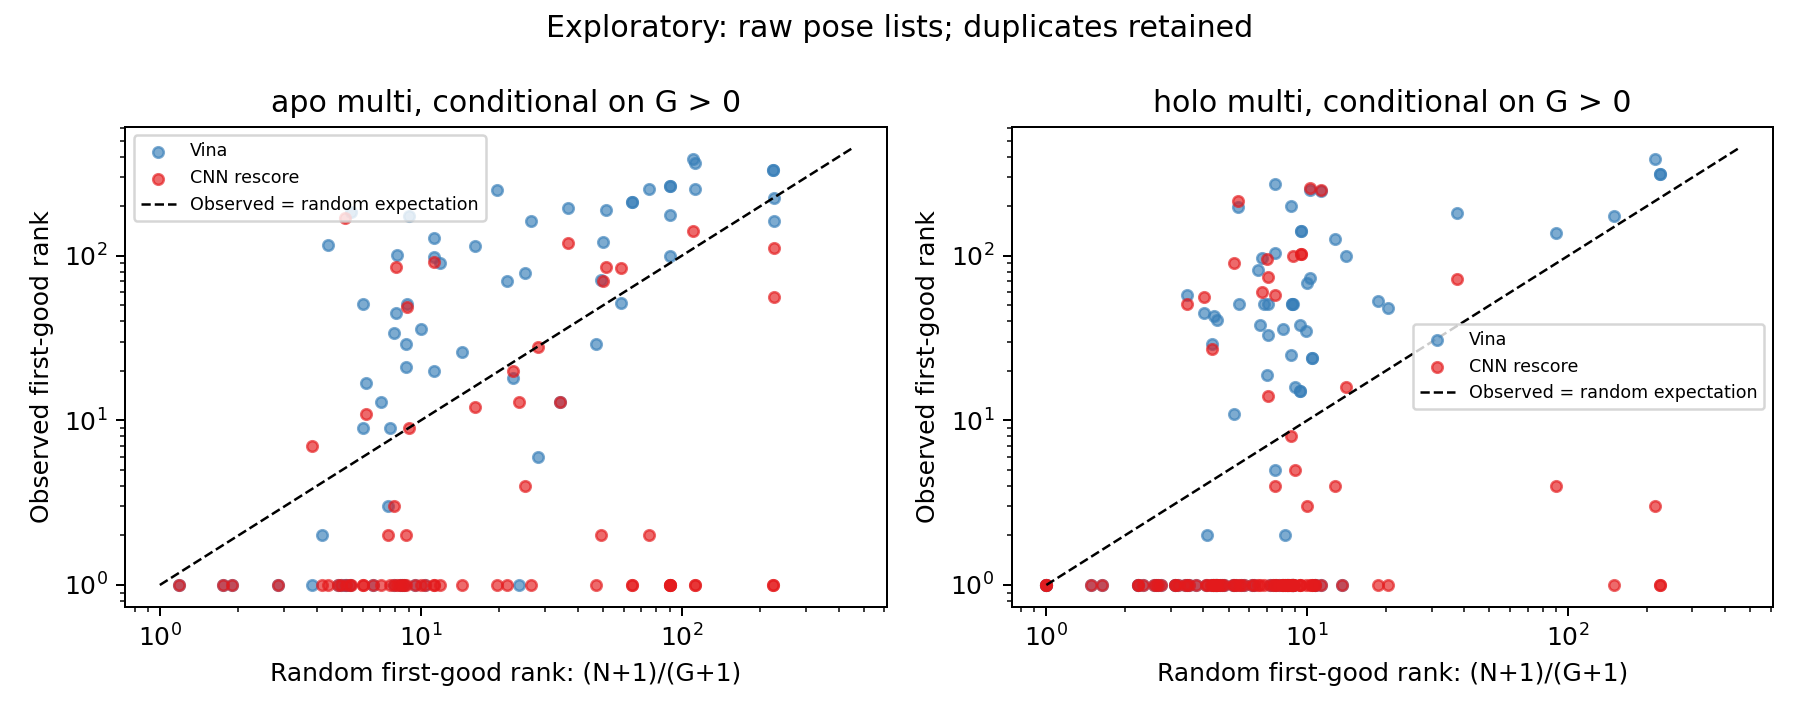 Exploratory: raw pose lists; duplicates retained
apo multi, conditional on G > 0
Vina
CNN rescore
Observed = random expectation
Observed first-good rank
10²
10¹
10⁰
10⁰ 10¹ 10²
Random first-good rank: (N+1)/(G+1)
holo multi, conditional on G > 0
Vina
CNN rescore
Observed = random expectation
Observed first-good rank
10²
10¹
10⁰
10⁰ 10¹ 10²
Random first-good rank: (N+1)/(G+1)